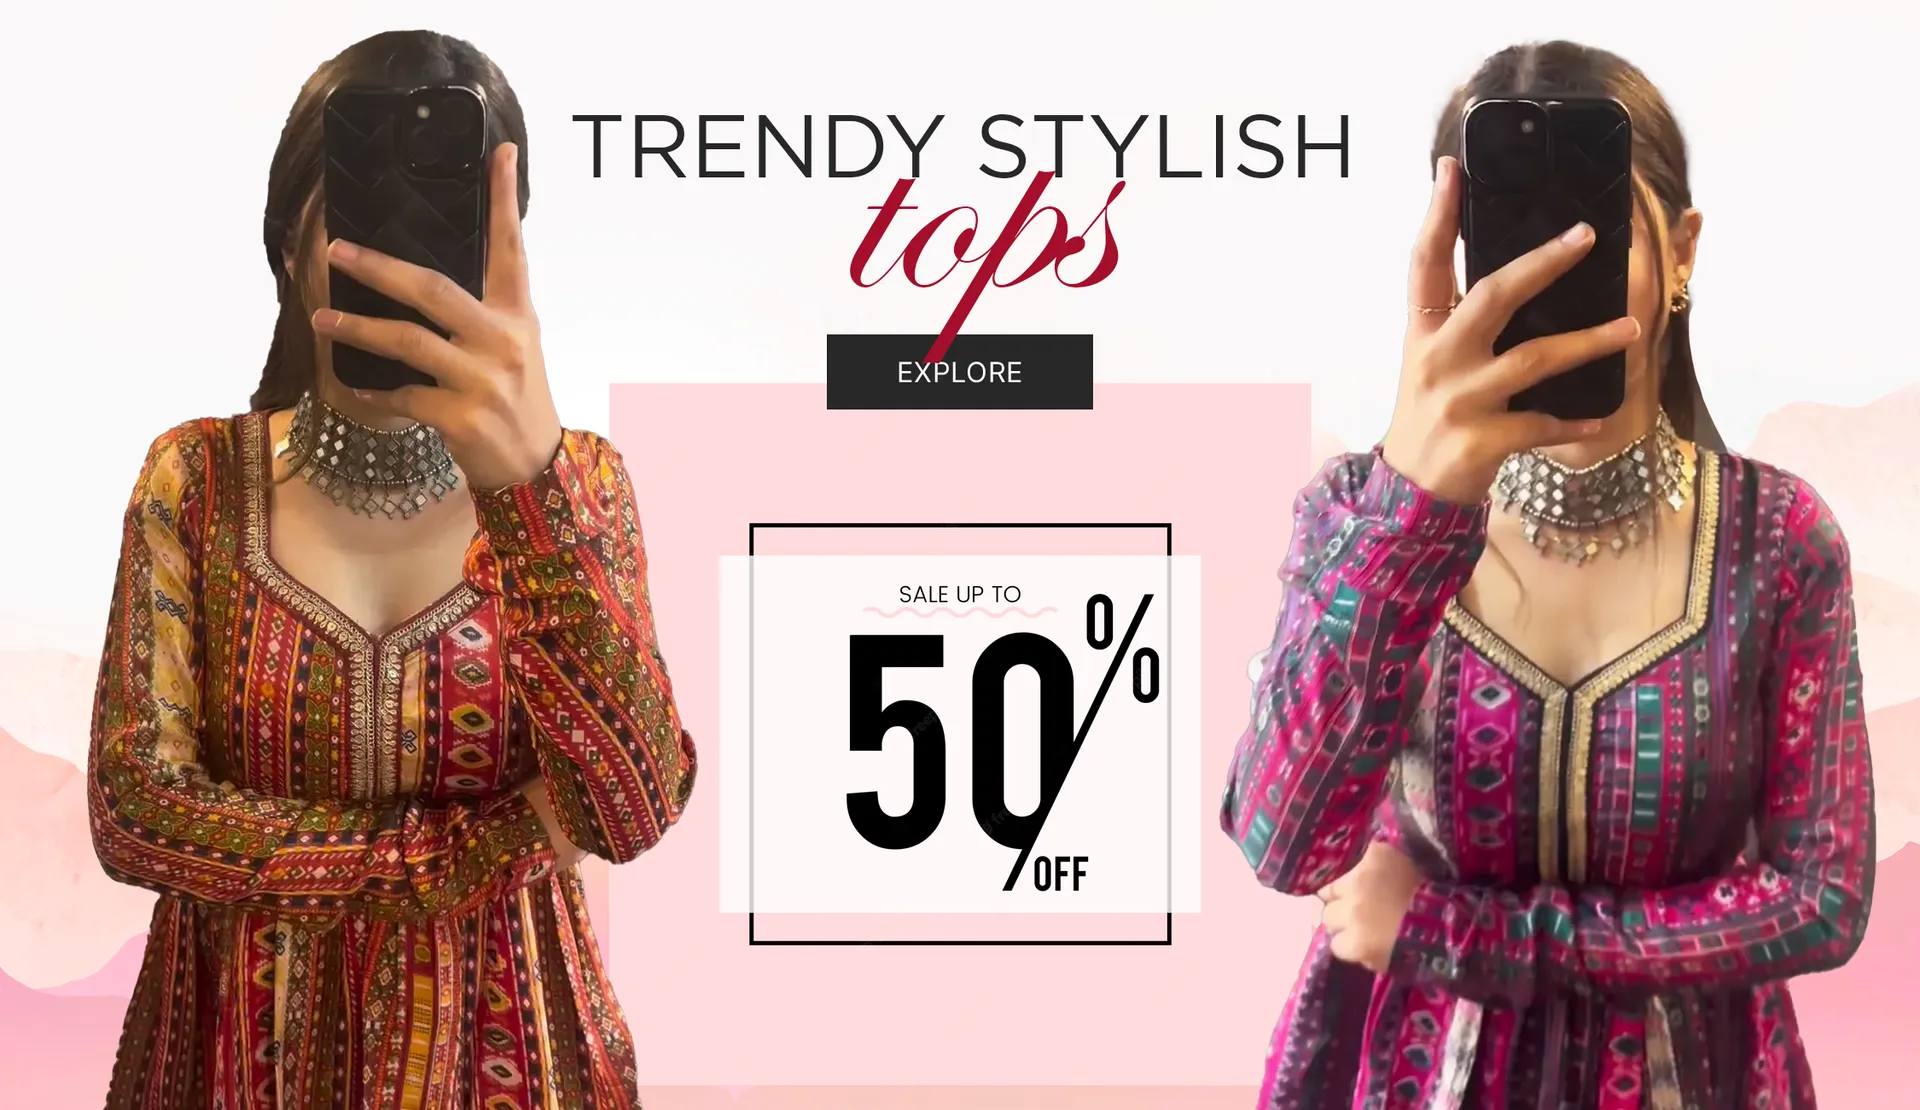 TRENDY STYLISH
tops
EXPLORE
SALE UP TO
50%
OFF